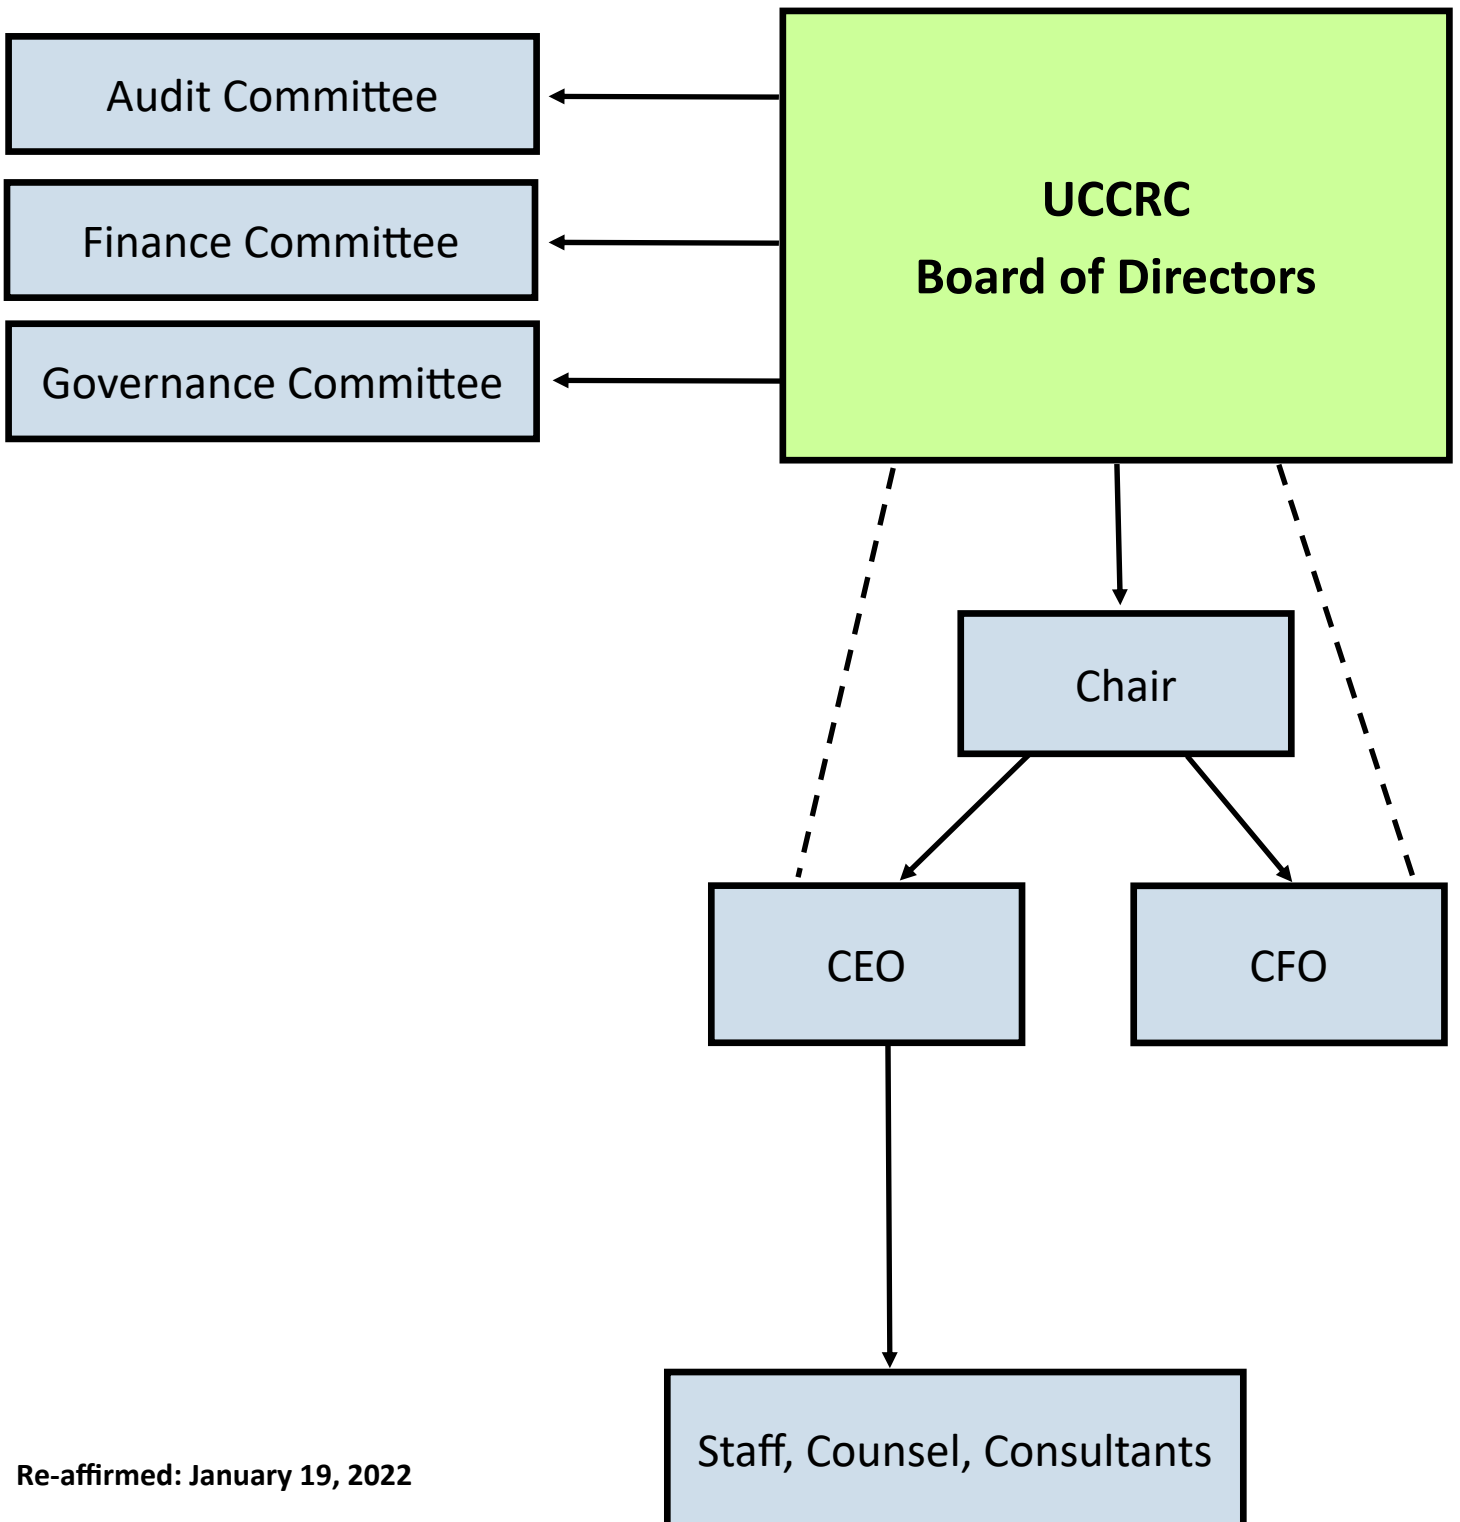 Audit Committee
Finance Committee
Governance Committee
UCCRC
Board of Directors
Chair
CEO
CFO
Staff, Counsel, Consultants
Re-affirmed: January 19, 2022